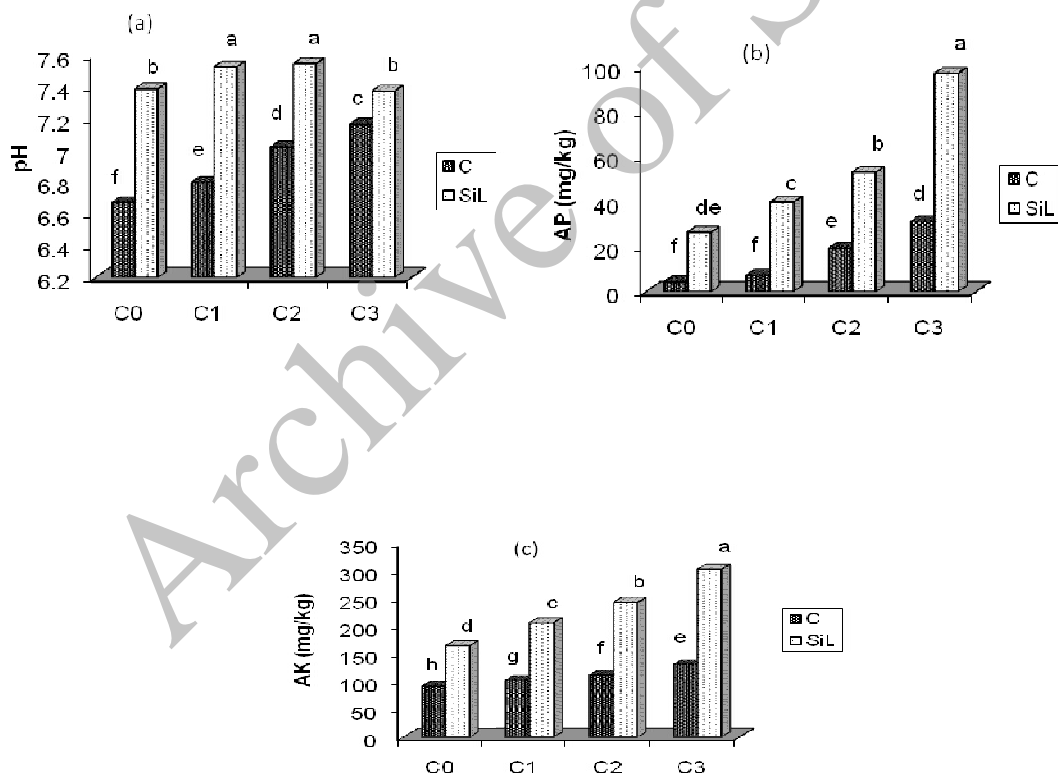 (a)
pH
7.6
7.4
7.2
7
6.8
6.6
6.4
6.2
f
b
e
a
d
a
c
b
C0 C1 C2 C3
C
SiL
(b)
AP (mg/kg)
100
80
60
40
20
0
f
de
f
c
e
b
d
a
C0 C1 C2 C3
C
SiL
(c)
AK (mg/kg)
350
300
250
200
150
100
50
0
h
d
g
c
f
b
e
a
C0 C1 C2 C3
C
SiL
Archive of S